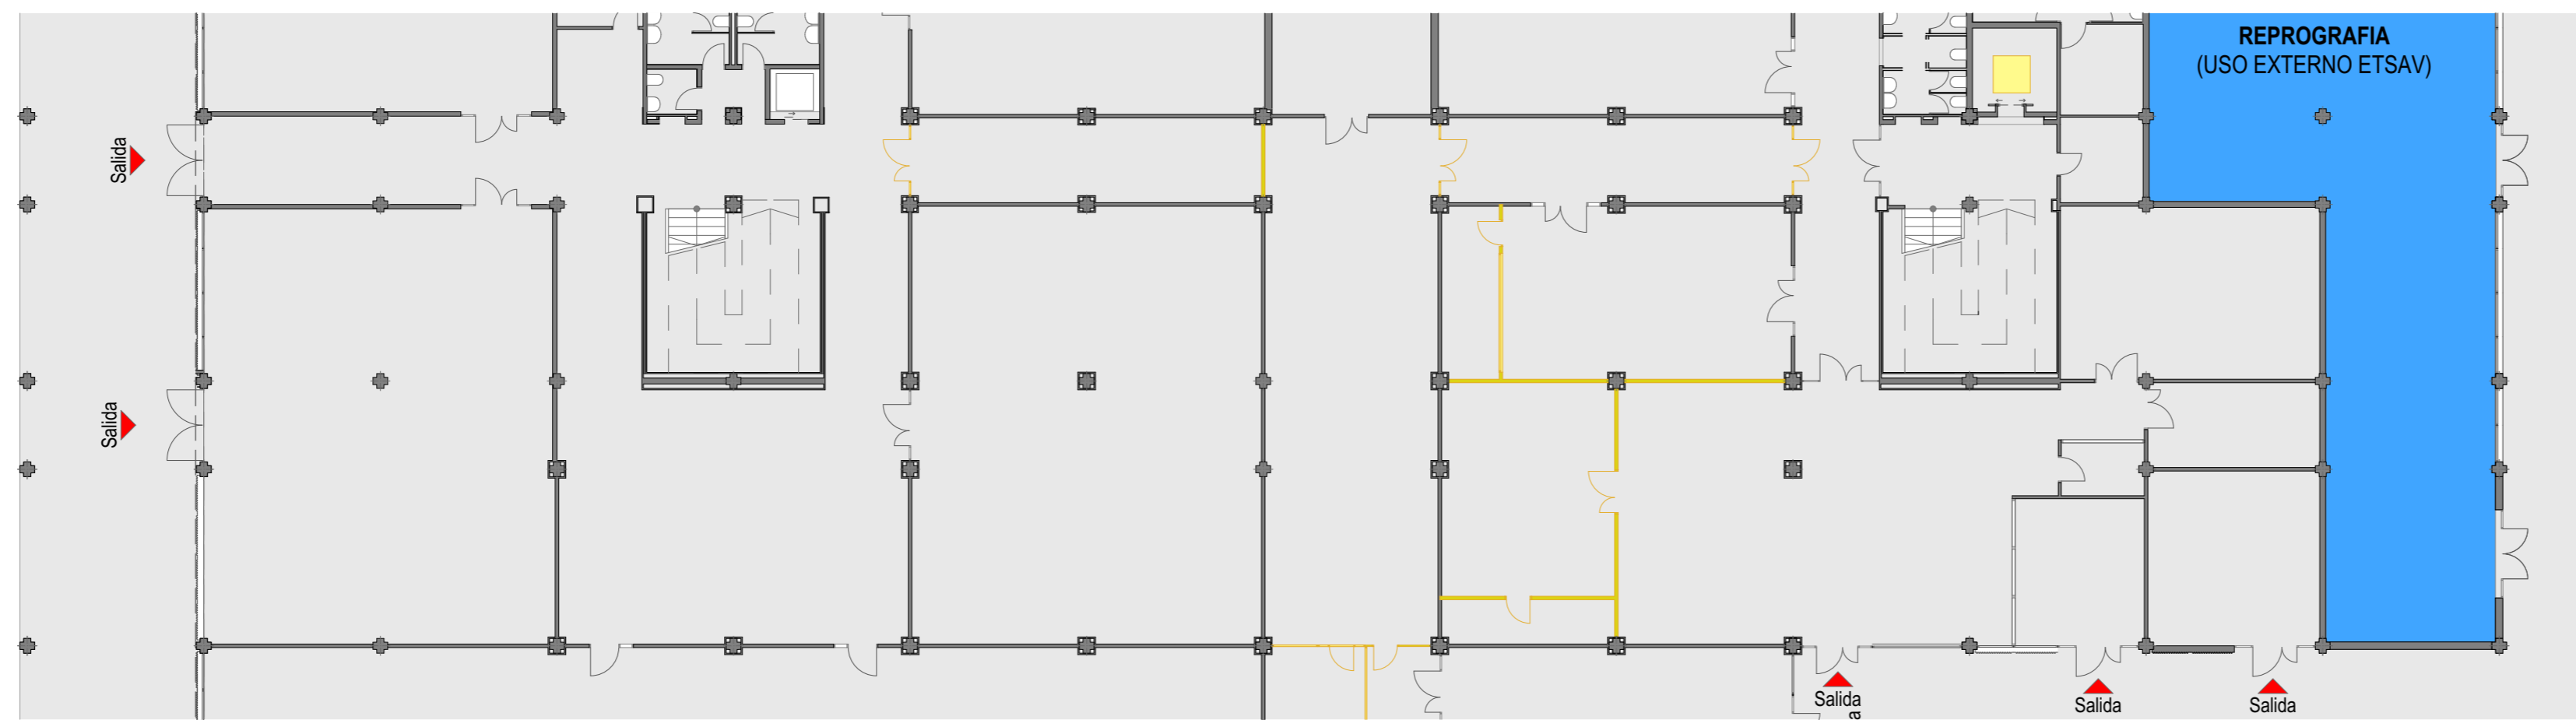 REPROGRAFIA
(USO EXTERNO ETSAV)
Salida
Salida
Salida
Salida
Salida
a